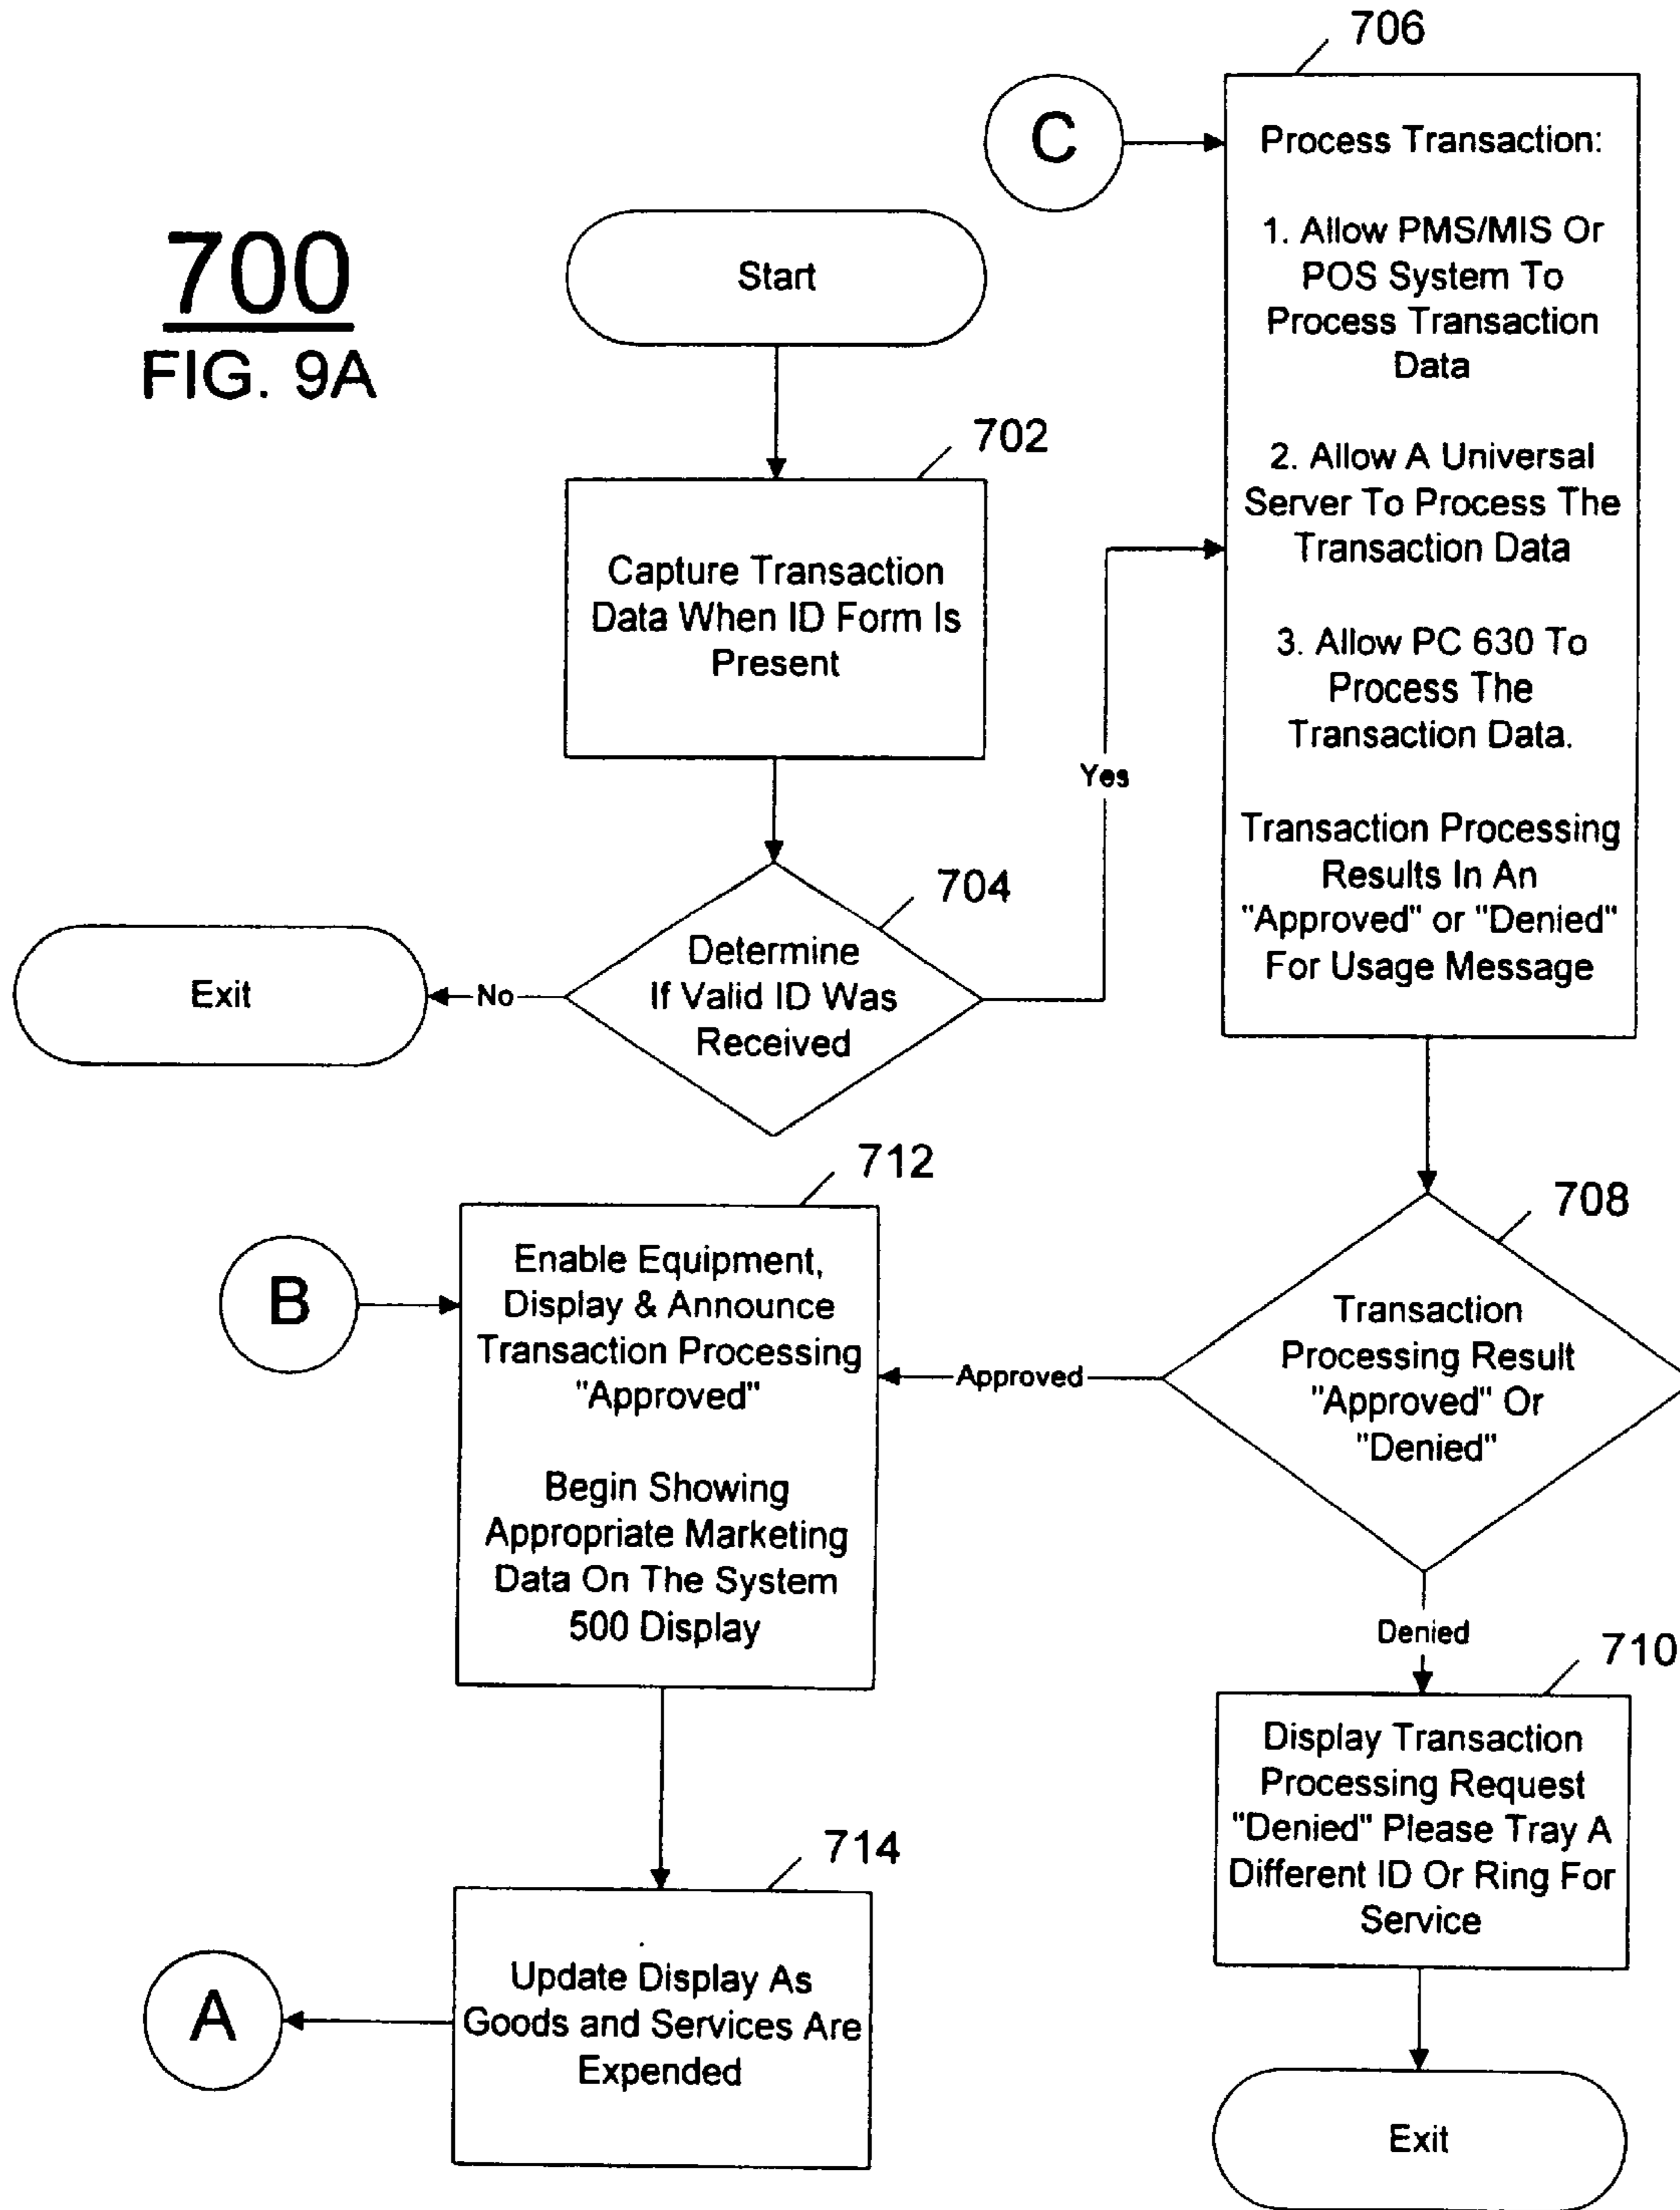 700
FIG. 9A
Start
702
Capture Transaction
Data When ID Form Is
Present
704
Determine
If Valid ID Was
Received
No
Exit
Yes
C
706
Process Transaction:
1. Allow PMS/MIS Or
POS System To
Process Transaction
Data
2. Allow A Universal
Server To Process The
Transaction Data
3. Allow PC 630 To
Process The
Transaction Data.
Transaction Processing
Results In An
"Approved" or "Denied"
For Usage Message
708
Transaction
Processing Result
"Approved" Or
"Denied"
Approved
Denied
710
Display Transaction
Processing Request
"Denied" Please Tray A
Different ID Or Ring For
Service
Exit
B
712
Enable Equipment,
Display & Announce
Transaction Processing
"Approved"
Begin Showing
Appropriate Marketing
Data On The System
500 Display
714
Update Display As
Goods and Services Are
Expended
A